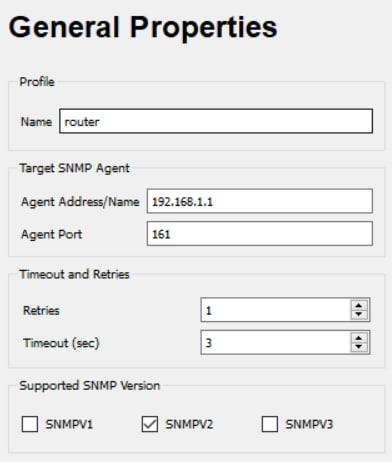 General Properties
Profile
Name router
Target SNMP Agent
Agent Address/Name 192.168.1.1
Agent Port 161
Timeout and Retries
Retries 1
Timeout (sec) 3
Supported SNMP Version
SNMPV1 SNMPV2 SNMPV3